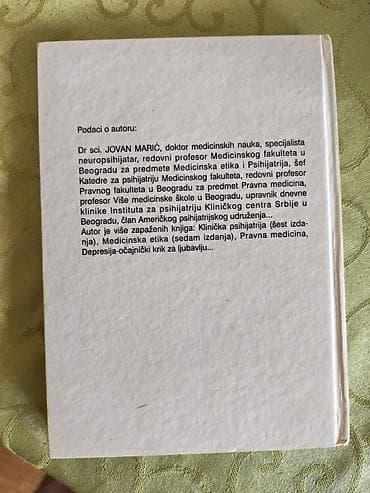 Podaci o autoru:
Dr sci. JOVAN MARIĆ, doktor medicinskih nauka, specijalista
neuropsihijatar, redovni profesor Medicinskog fakulteta u
Beogradu za predmete Medicinska etika i Psihijatrija, šef
Katedre za psihijatriju Medicinskog fakulteta, redovni profesor
Pravnog fakulteta u Beogradu za predmet Pravna medicina,
profesor Više medicinske škole u Beogradu, upravnik dnevne
klinike Instituta za psihijatriju Kliničkog centra Srbije u
Beogradu, član Američkog psihijatrijskog udruženja...
Autor je više zapaženih knjiga: Klinička psihijatrija (šest izda-
nja), Medicinska etika (sedam izdanja), Pravna medicina,
Depresija-očajnički krik za ljubavlju...